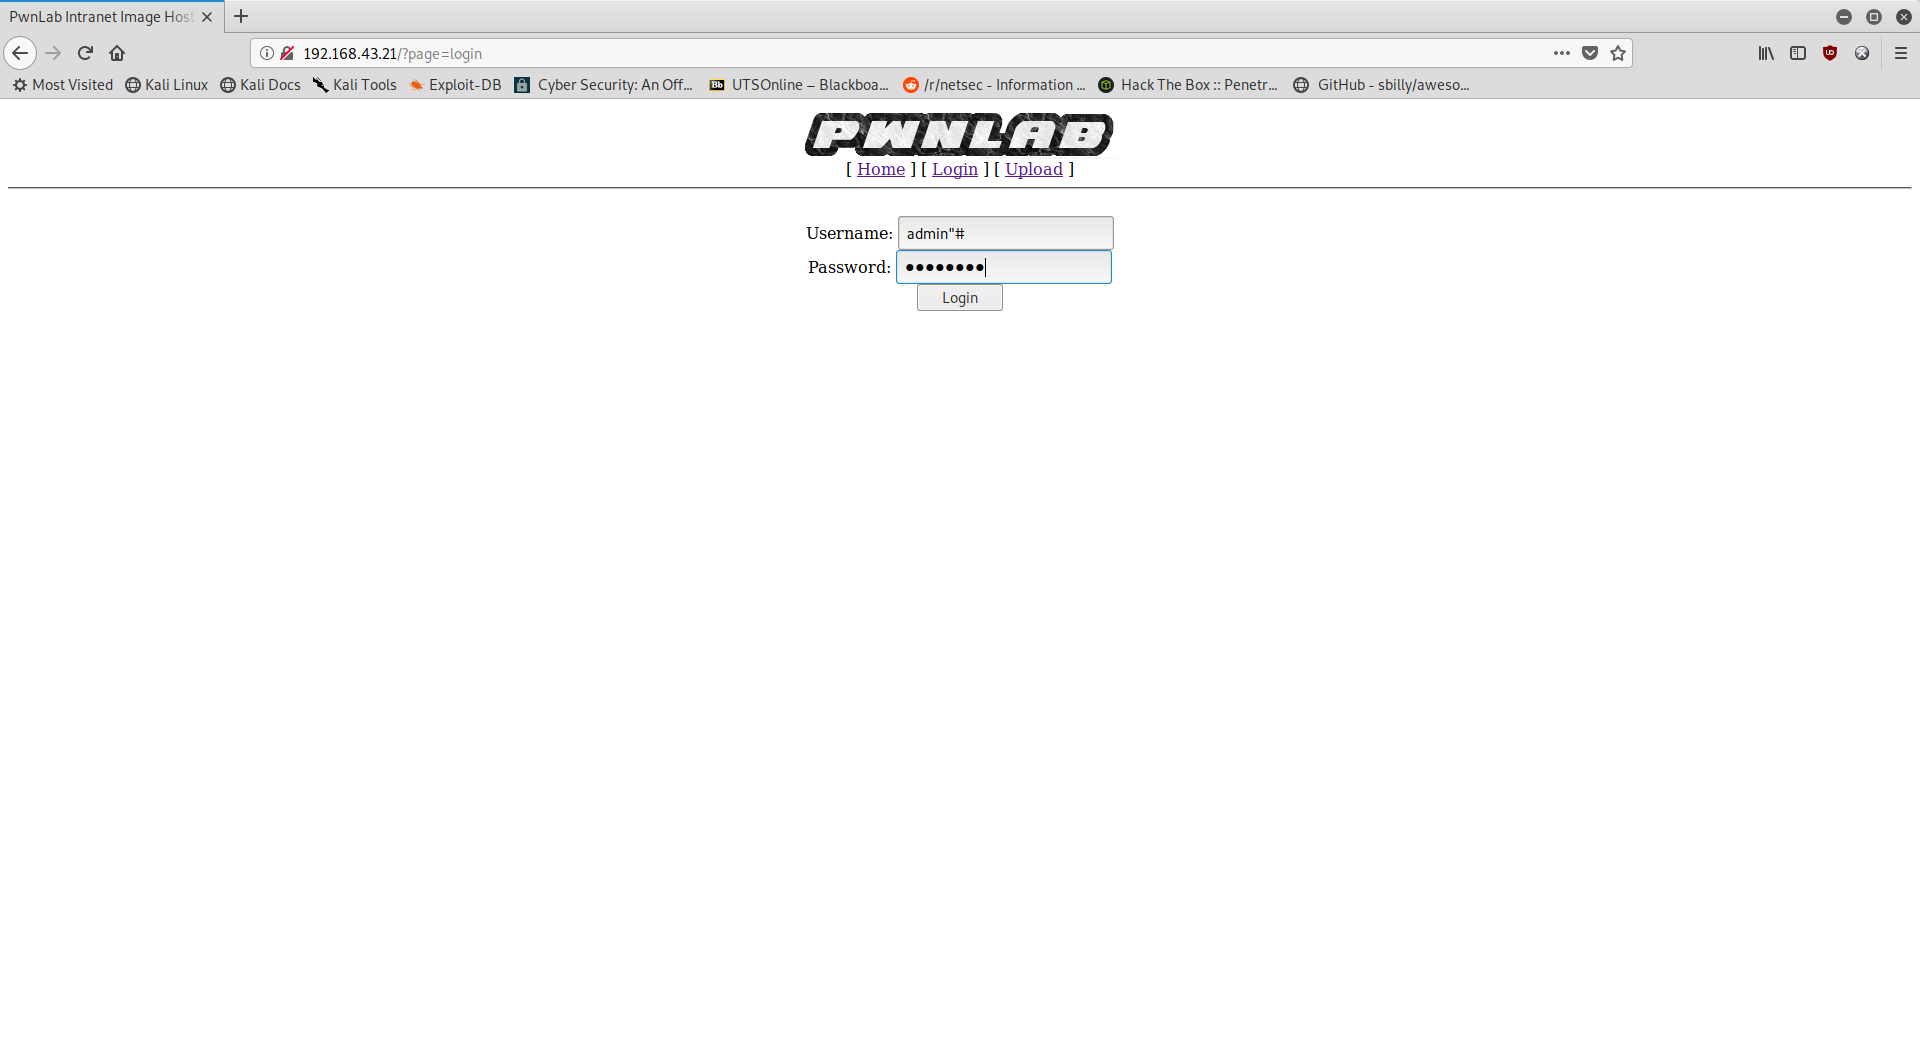 PwnLab Intranet Image Host
192.168.43.21/?page=login
Most Visited Kali Linux Kali Docs Kali Tools Exploit-DB Cyber Security: An Off... UTSOnline – Blackboa... /r/netsec - Information ... Hack The Box :: Penetr... GitHub - sbilly/aweso...
PWNLAB
[ Home ] [ Login ] [ Upload ]
Username: admin"#
Password: ●●●●●●●●
Login